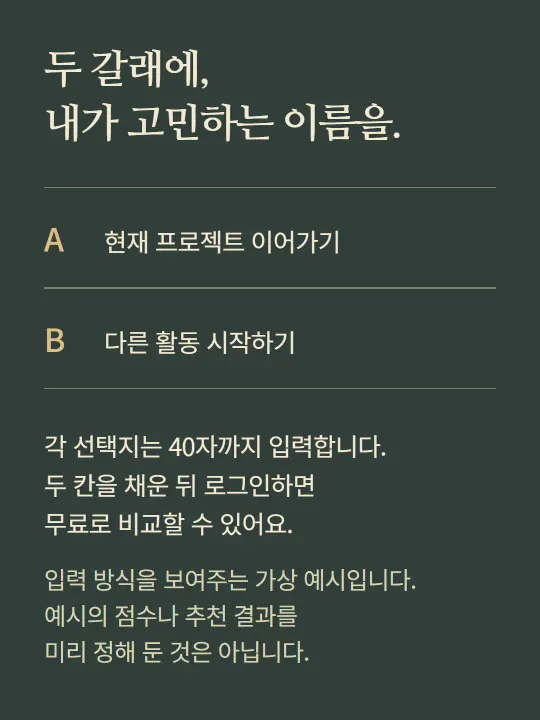 두 갈래에,
내가 고민하는 이름을.
A 현재 프로젝트 이어가기
B 다른 활동 시작하기
각 선택지는 40자까지 입력합니다.
두 칸을 채운 뒤 로그인하면
무료로 비교할 수 있어요.
입력 방식을 보여주는 가상 예시입니다.
예시의 점수나 추천 결과를
미리 정해 둔 것은 아닙니다.